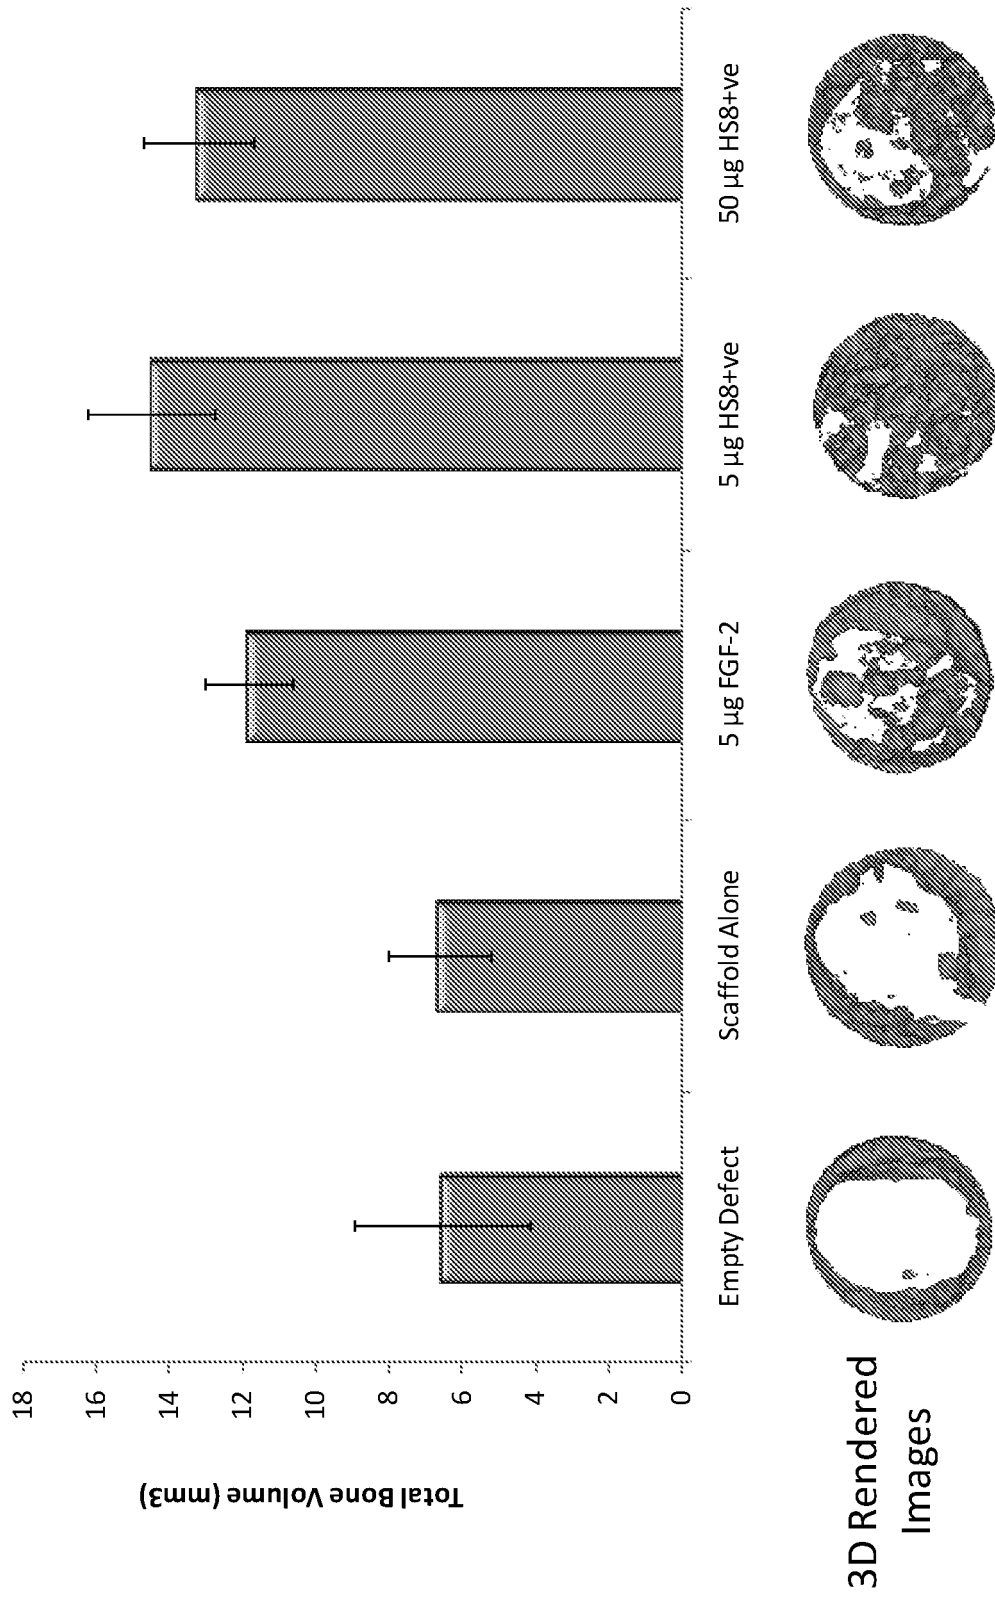 Total Bone Volume (mm3)
18
16
14
12
10
8
6
4
2
0
Empty Defect
Scaffold Alone
5 µg FGF-2
5 µg HS8+ve
50 µg HS8+ve
3D Rendered
Images